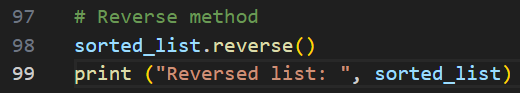 97 # Reverse method
98 sorted_list.reverse()
99 print ("Reversed list: ", sorted_list)